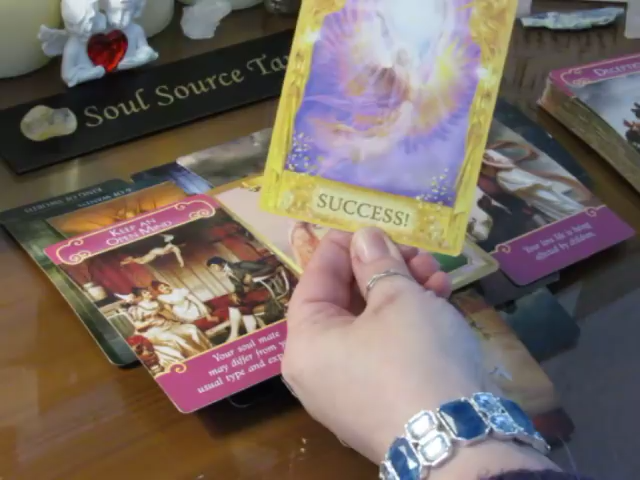 Soul Source Ta
SUCCESS!
KEEP AN
OPEN MIND
Your soul mate
may differ from
usual type and
Your love life is being
affected by children.